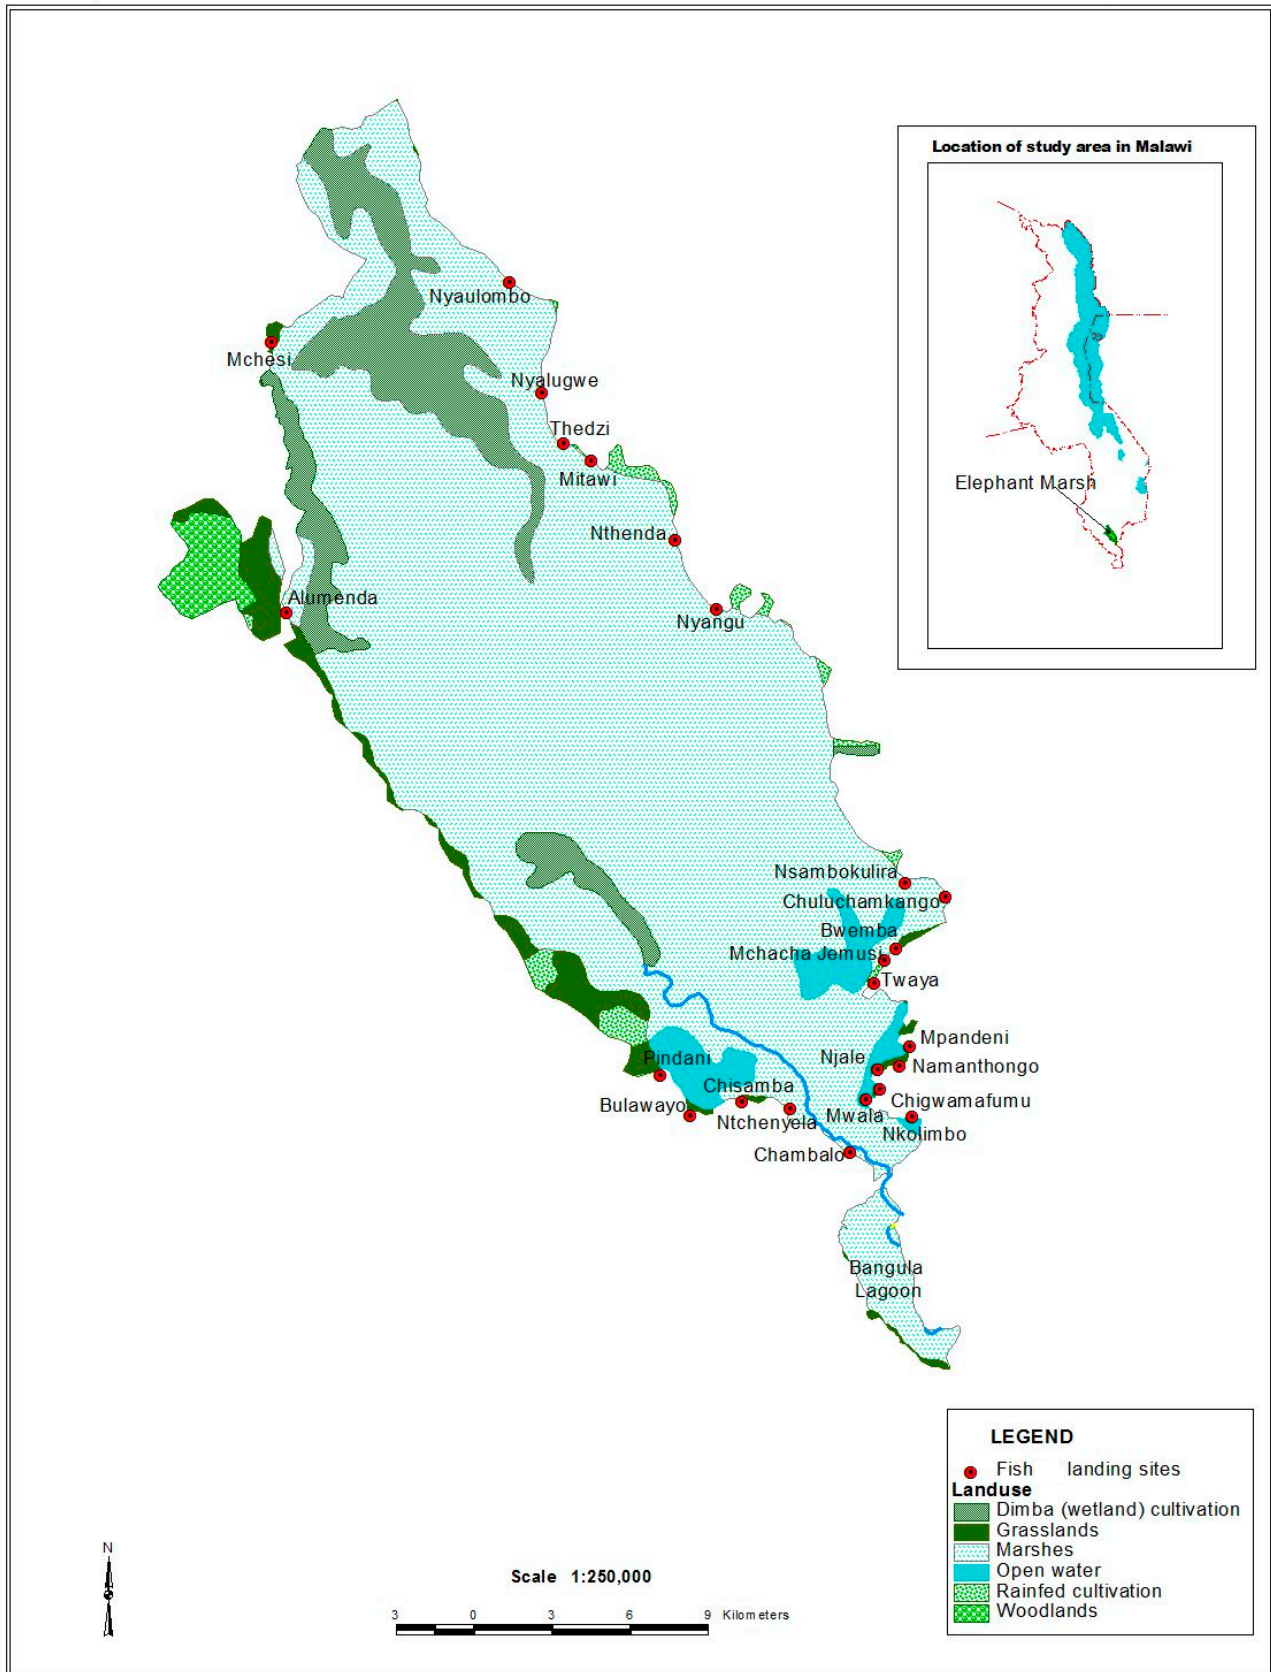 Location of study area in Malawi
Elephant Marsh
Nyaulombo
Mchesi
Nyalugwe
Thedzi
Mitawi
Nthenda
Alumenda
Nyangu
Nsambokulira
Chuluchamkango
Bwemba
Mchacha Jemusi
Twaya
Mpandeni
Njale
Namanthongo
Pindani
Chisamba
Chigwamafumu
Bulawayo
Mwala
Ntchenyela
Nkolimbo
Chambalo
Bangula
Lagoon
LEGEND
Fish landing sites
Landuse
Dimba (wetland) cultivation
Grasslands
Marshes
Open water
Rainfed cultivation
Woodlands
N
Scale 1:250,000
3 0 3 6 9 Kilometers